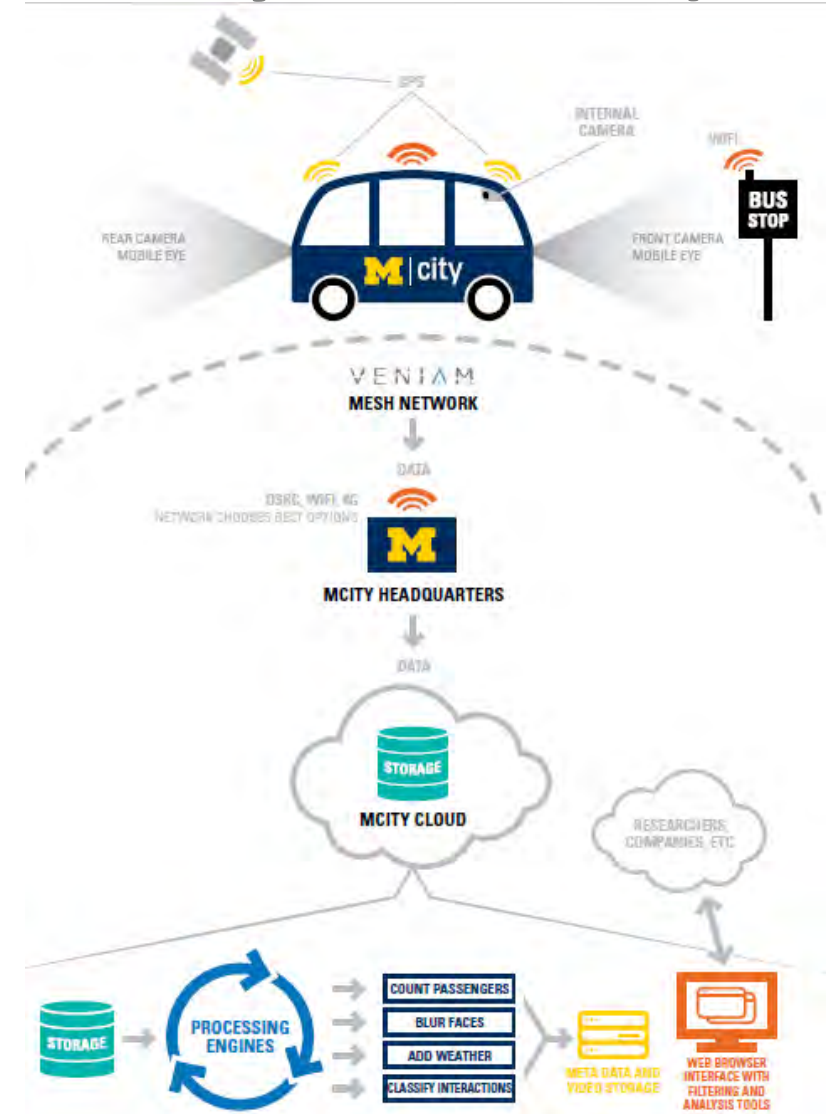 GPS
INTERNAL
CAMERA
WIFI
BUS
STOP
REAR CAMERA
MOBILE EYE
FRONT CAMERA
MOBILE EYE
M | city
VENIAM
MESH NETWORK
DATA
DSRC, WIFI, 4G
NETWORK CHOOSES BEST OPTIONS
M
MCITY HEADQUARTERS
DATA
STORAGE
MCITY CLOUD
RESEARCHERS,
COMPANIES, ETC
STORAGE
PROCESSING
ENGINES
COUNT PASSENGERS
BLUR FACES
ADD WEATHER
CLASSIFY INTERACTIONS
META DATA AND
VIDEO STORAGE
WEB BROWSER
INTERFACE WITH
FILTERING AND
ANALYSIS TOOLS